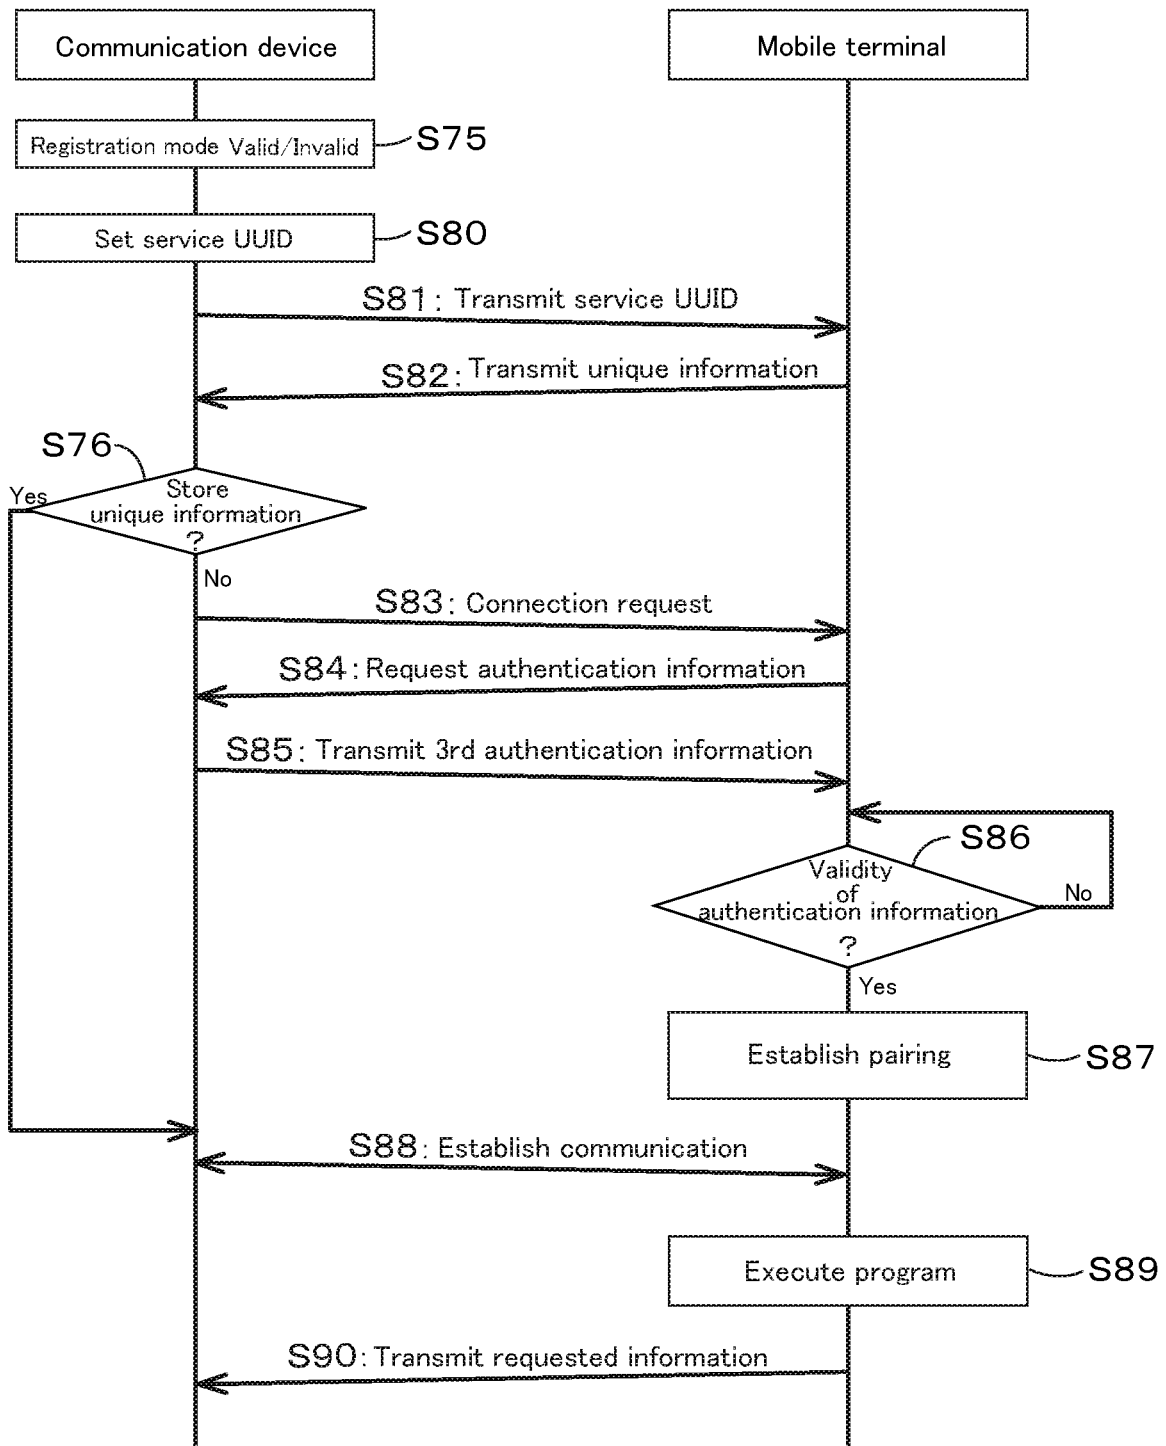 Communication device
Mobile terminal
Registration mode Valid/Invalid
S75
Set service UUID
S80
S81: Transmit service UUID
S82: Transmit unique information
S76
Yes
Store
unique information
?
No
S83: Connection request
S84: Request authentication information
S85: Transmit 3rd authentication information
S86
Validity
of
authentication information
?
No
Yes
Establish pairing
S87
S88: Establish communication
Execute program
S89
S90: Transmit requested information